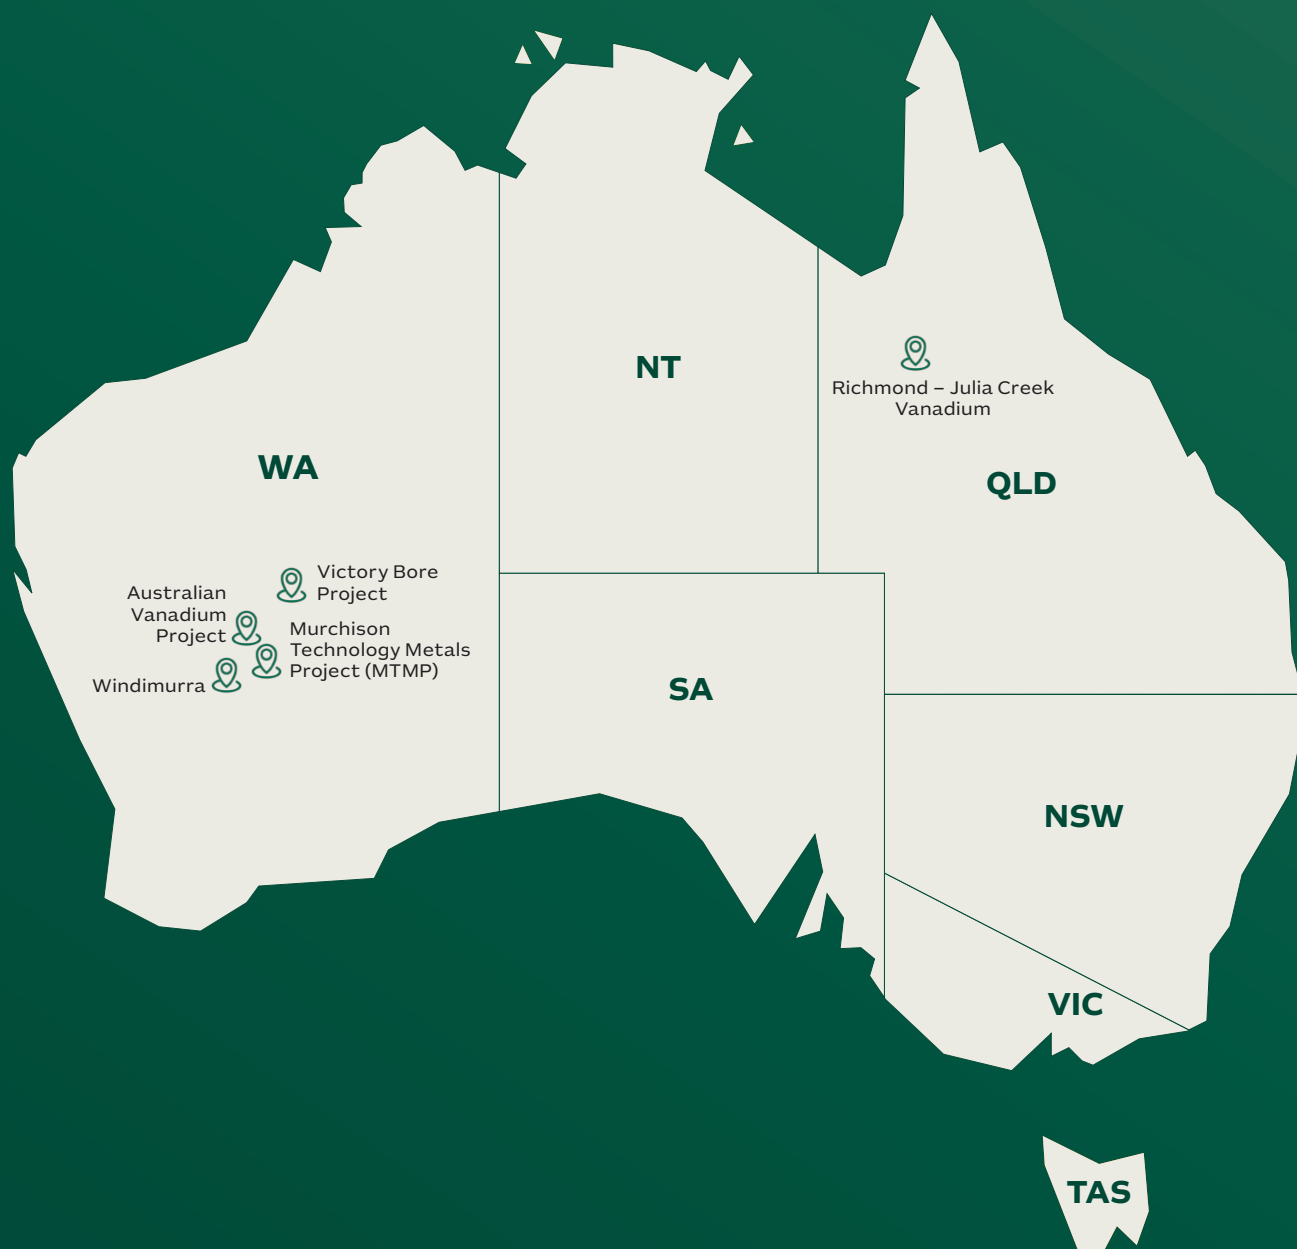 NT
Richmond – Julia Creek
Vanadium
WA
QLD
Victory Bore
Project
Australian
Vanadium
Project
Murchison
Technology Metals
Project (MTMP)
Windimurra
SA
NSW
VIC
TAS